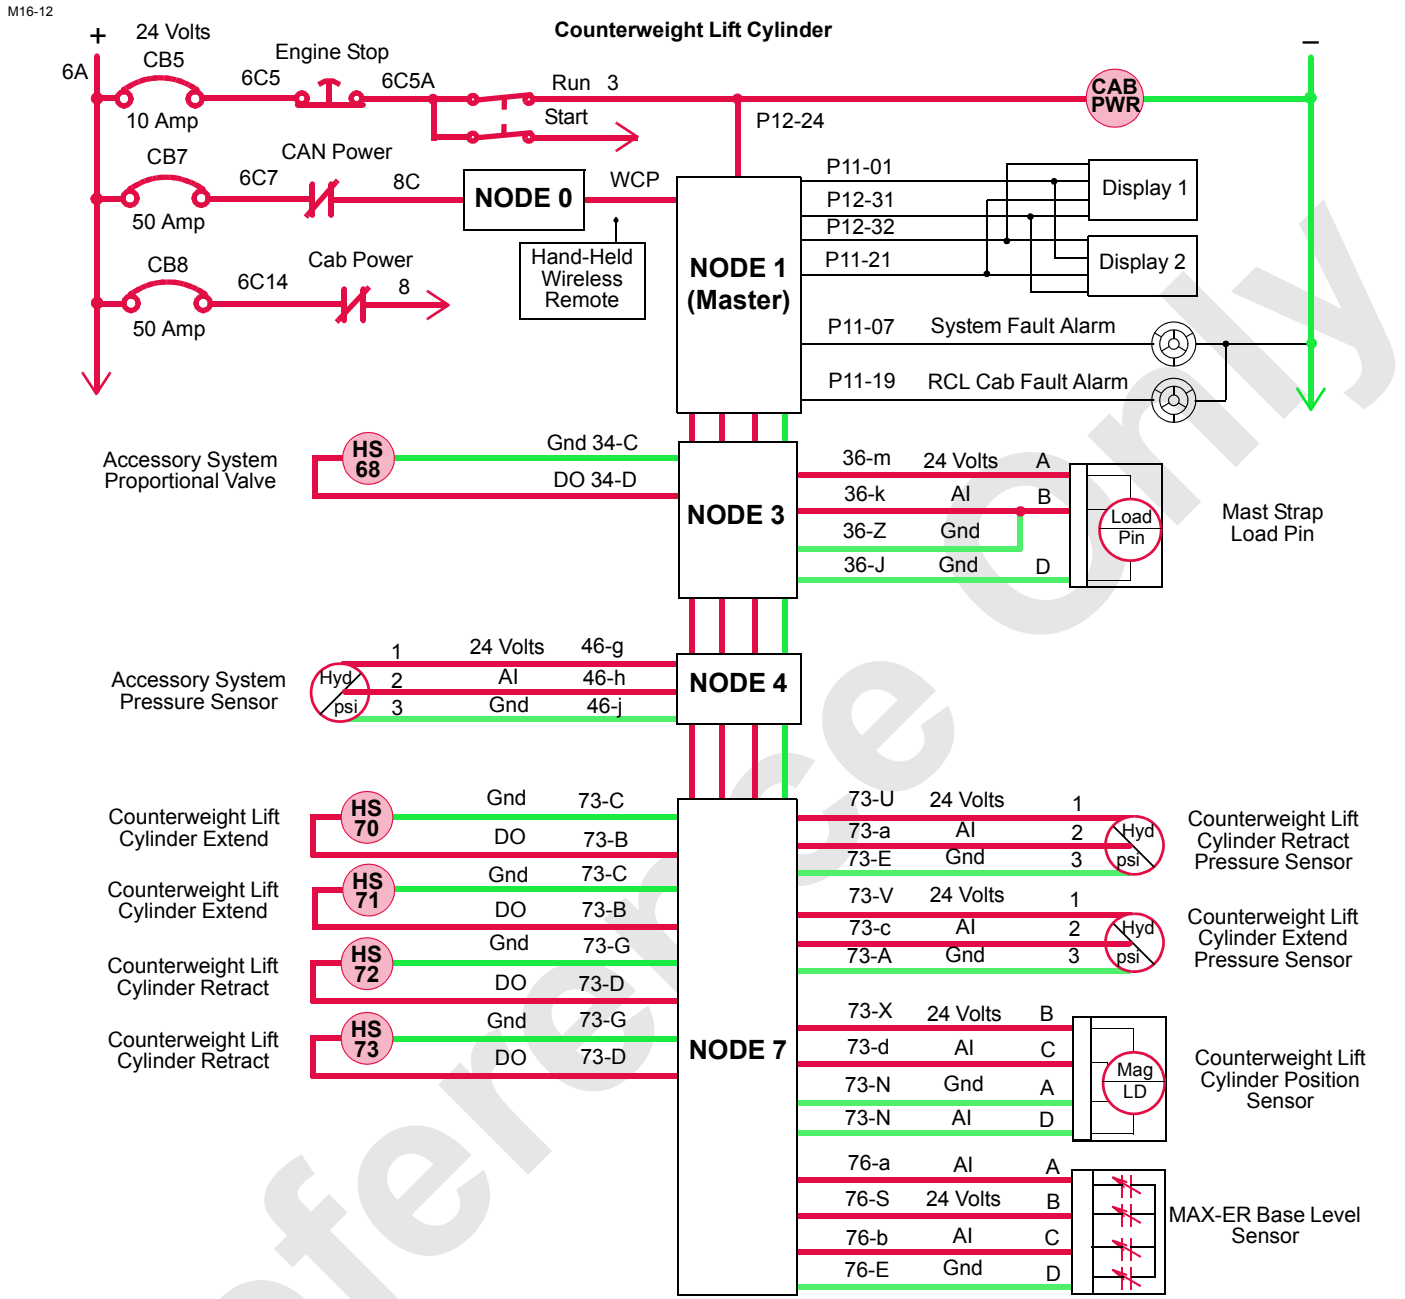 M16-12
Counterweight Lift Cylinder
+
24 Volts
–
6A
CB5
6C5
Engine Stop
6C5A
Run 3
10 Amp
Start
P12-24
CAB
PWR
CB7
6C7
CAN Power
8C
NODE 0
WCP
50 Amp
Hand-Held
Wireless
Remote
CB8
6C14
Cab Power
8
50 Amp
NODE 1
(Master)
P11-01
P12-31
P12-32
P11-21
Display 1
Display 2
P11-07 System Fault Alarm
P11-19 RCL Cab Fault Alarm
Accessory System
Proportional Valve
HS
68
Gnd 34-C
DO 34-D
NODE 3
36-m 24 Volts A
36-k AI B
36-Z Gnd
36-J Gnd D
Load
Pin
Mast Strap
Load Pin
Accessory System
Pressure Sensor
Hyd
psi
1 24 Volts 46-g
2 AI 46-h
3 Gnd 46-j
NODE 4
Counterweight Lift
Cylinder Extend
HS
70
Gnd 73-C
DO 73-B
Counterweight Lift
Cylinder Extend
HS
71
Gnd 73-C
DO 73-B
Counterweight Lift
Cylinder Retract
HS
72
Gnd 73-G
DO 73-D
Counterweight Lift
Cylinder Retract
HS
73
Gnd 73-G
DO 73-D
NODE 7
73-U 24 Volts 1
73-a AI 2
73-E Gnd 3
Hyd
psi
Counterweight Lift
Cylinder Retract
Pressure Sensor
73-V 24 Volts 1
73-c AI 2
73-A Gnd 3
Hyd
psi
Counterweight Lift
Cylinder Extend
Pressure Sensor
73-X 24 Volts B
73-d AI C
73-N Gnd A
73-N AI D
Mag
LD
Counterweight Lift
Cylinder Position
Sensor
76-a AI A
76-S 24 Volts B
76-b AI C
76-E Gnd D
MAX-ER Base Level
Sensor
eference Only